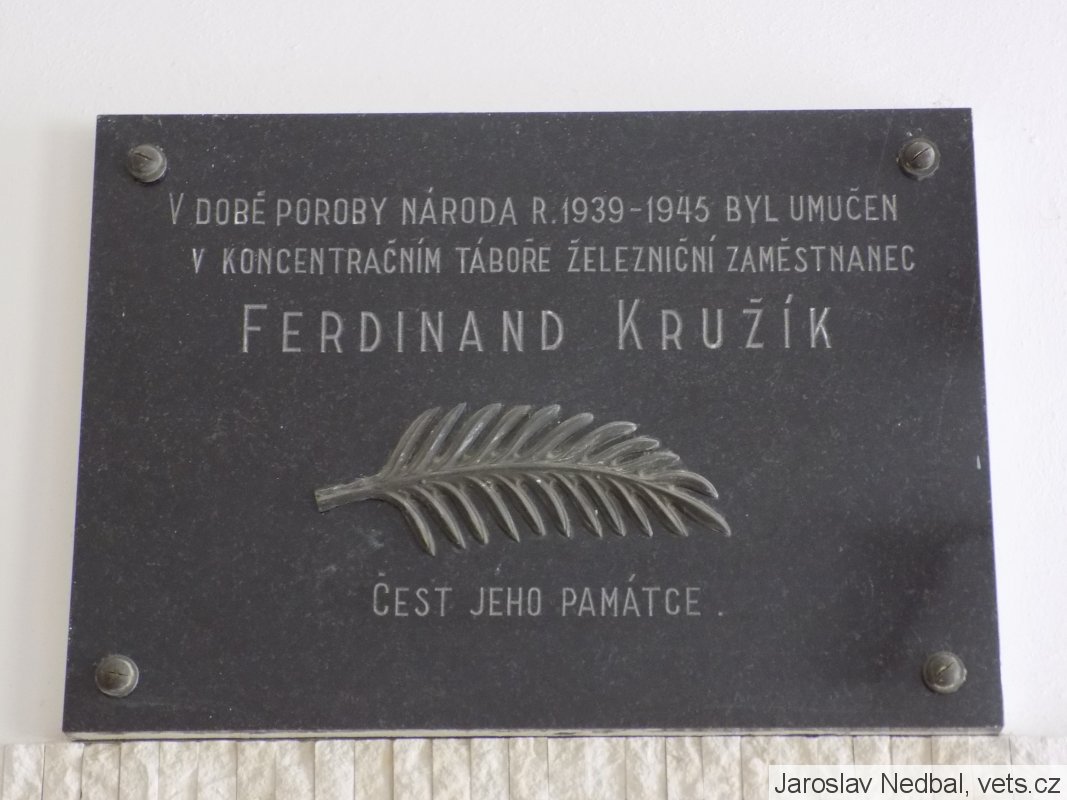 V DOBĚ POROBY NÁRODA R.1939-1945 BYL UMUČEN
V KONCENTRAČNÍM TÁBOŘE ŽELEZNIČNÍ ZAMĚSTNANEC
FERDINAND KRUŽÍK
ČEST JEHO PAMÁTCE.
Jaroslav Nedbal, vets.cz